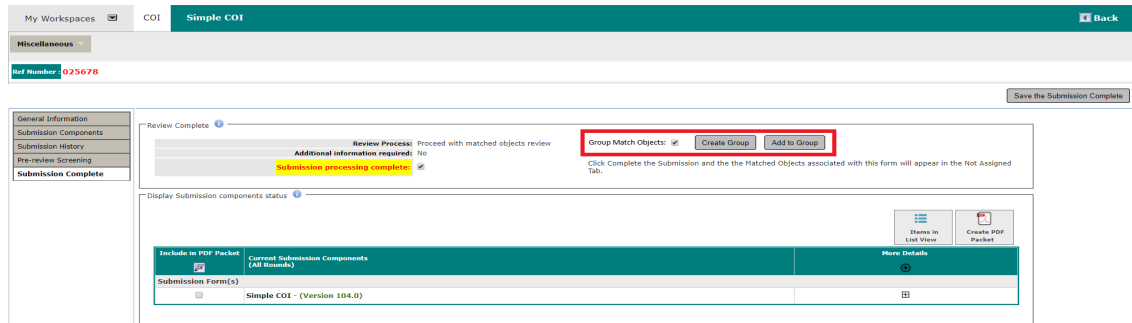 My Workspaces COI Simple COI Back
Miscellaneous
Ref Number : 025678
Save the Submission Complete
General Information
Submission Components
Submission History
Pre-review Screening
Submission Complete
Review Complete
Review Process: Proceed with matched objects review
Additional information required: No
Submission processing complete:
Group Match Objects: Create Group Add to Group
Click Complete the Submission and the the Matched Objects associated with this form will appear in the Not Assigned
Tab.
Display Submission components status
Items in
List View
Create PDF
Packet
Include in PDF Packet
Current Submission Components
(All Rounds)
More Details
Submission Form(s)
Simple COI - (Version 104.0)